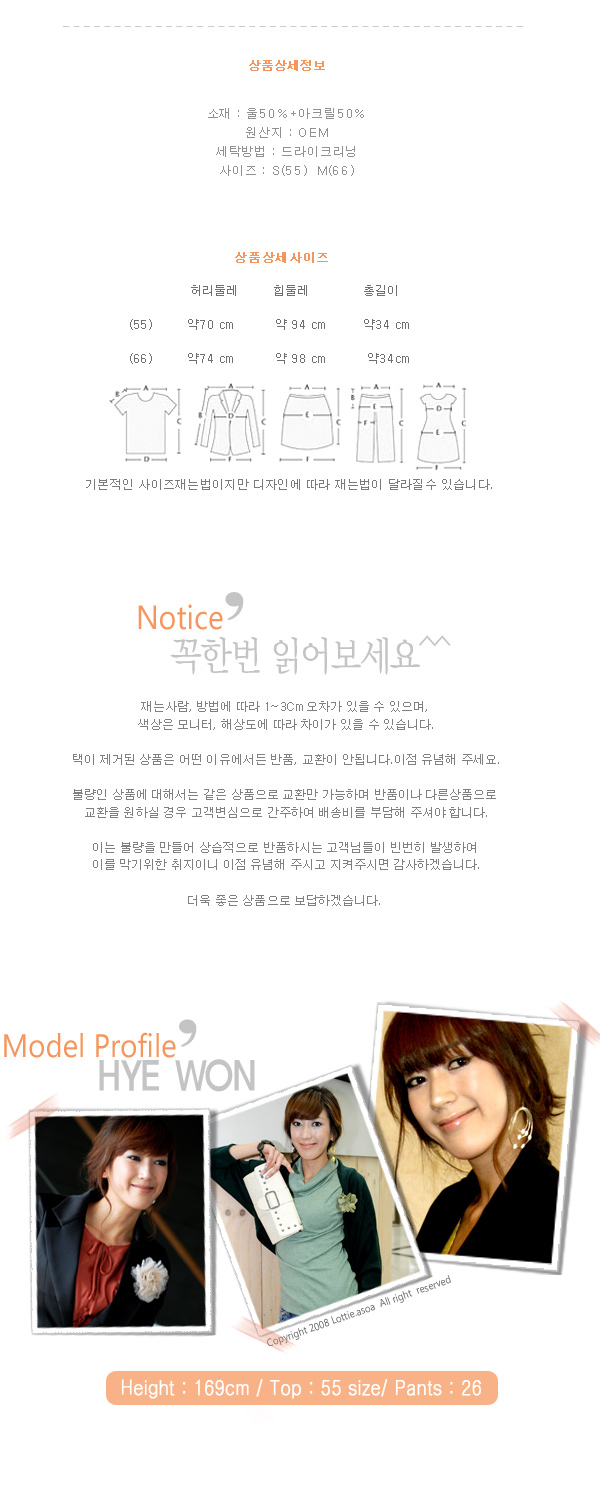 상품상세정보
소재 : 울50%+아크릴50%
원산지 : OEM
세탁방법 : 드라이크리닝
사이즈 : S(55) M(66)
상품상세사이즈
허리둘레 힙둘레 총길이
(55) 약70 cm 약 94 cm 약34 cm
(66) 약74 cm 약 98 cm 약34cm
A B C D
A B C D F
A C E F
A B C E F
A C D E F
기본적인 사이즈재는법이지만 디자인에 따라 재는법이 달라질수 있습니다.
Notice,
꼭한번 읽어보세요^^
재는사람, 방법에 따라 1~3Cm 오차가 있을 수 있으며,
색상은 모니터, 해상도에 따라 차이가 있을 수 있습니다.
택이 제거된 상품은 어떤 이유에서든 반품, 교환이 안됩니다.이점 유념해 주세요.
불량인 상품에 대해서는 같은 상품으로 교환만 가능하며 반품이나 다른상품으로
교환을 원하실 경우 고객변심으로 간주하여 배송비를 부담해 주셔야 합니다.
이는 불량을 만들어 상습적으로 반품하시는 고객님들이 빈번히 발생하여
이를 막기위한 취지이니 이점 유념해 주시고 지켜주시면 감사하겠습니다.
더욱 좋은 상품으로 보답하겠습니다.
Model Profile,
HYE WON
Copyright 2008 Lottie.asoa All right reserved
Height : 169cm / Top : 55 size/ Pants : 26